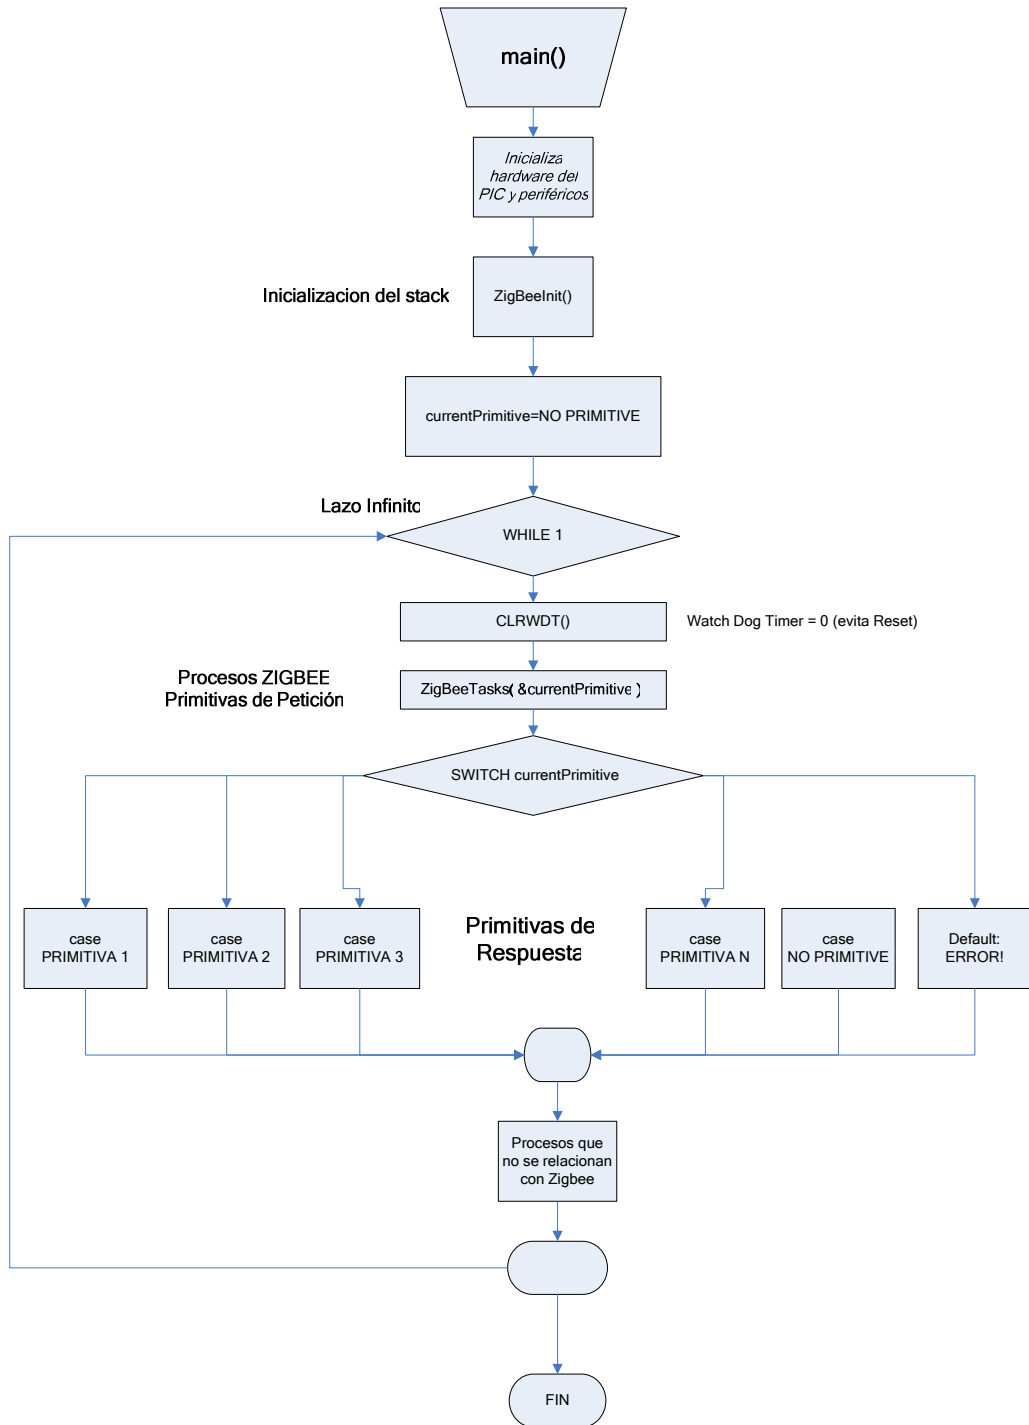 main()
Inicializa
hardware del
PIC y periféricos
Inicializacion del stack
ZigBeeInit()
currentPrimitive=NO PRIMITIVE
Lazo Infinito
WHILE 1
CLRWDT()
Watch Dog Timer = 0 (evita Reset)
Procesos ZIGBEE
Primitivas de Petición
ZigBeeTasks( &currentPrimitive )
SWITCH currentPrimitive
case
PRIMITIVA 1
case
PRIMITIVA 2
case
PRIMITIVA 3
Primitivas de
Respuesta
case
PRIMITIVA N
case
NO PRIMITIVE
Default:
ERROR!
Procesos que
no se relacionan
con Zigbee
FIN